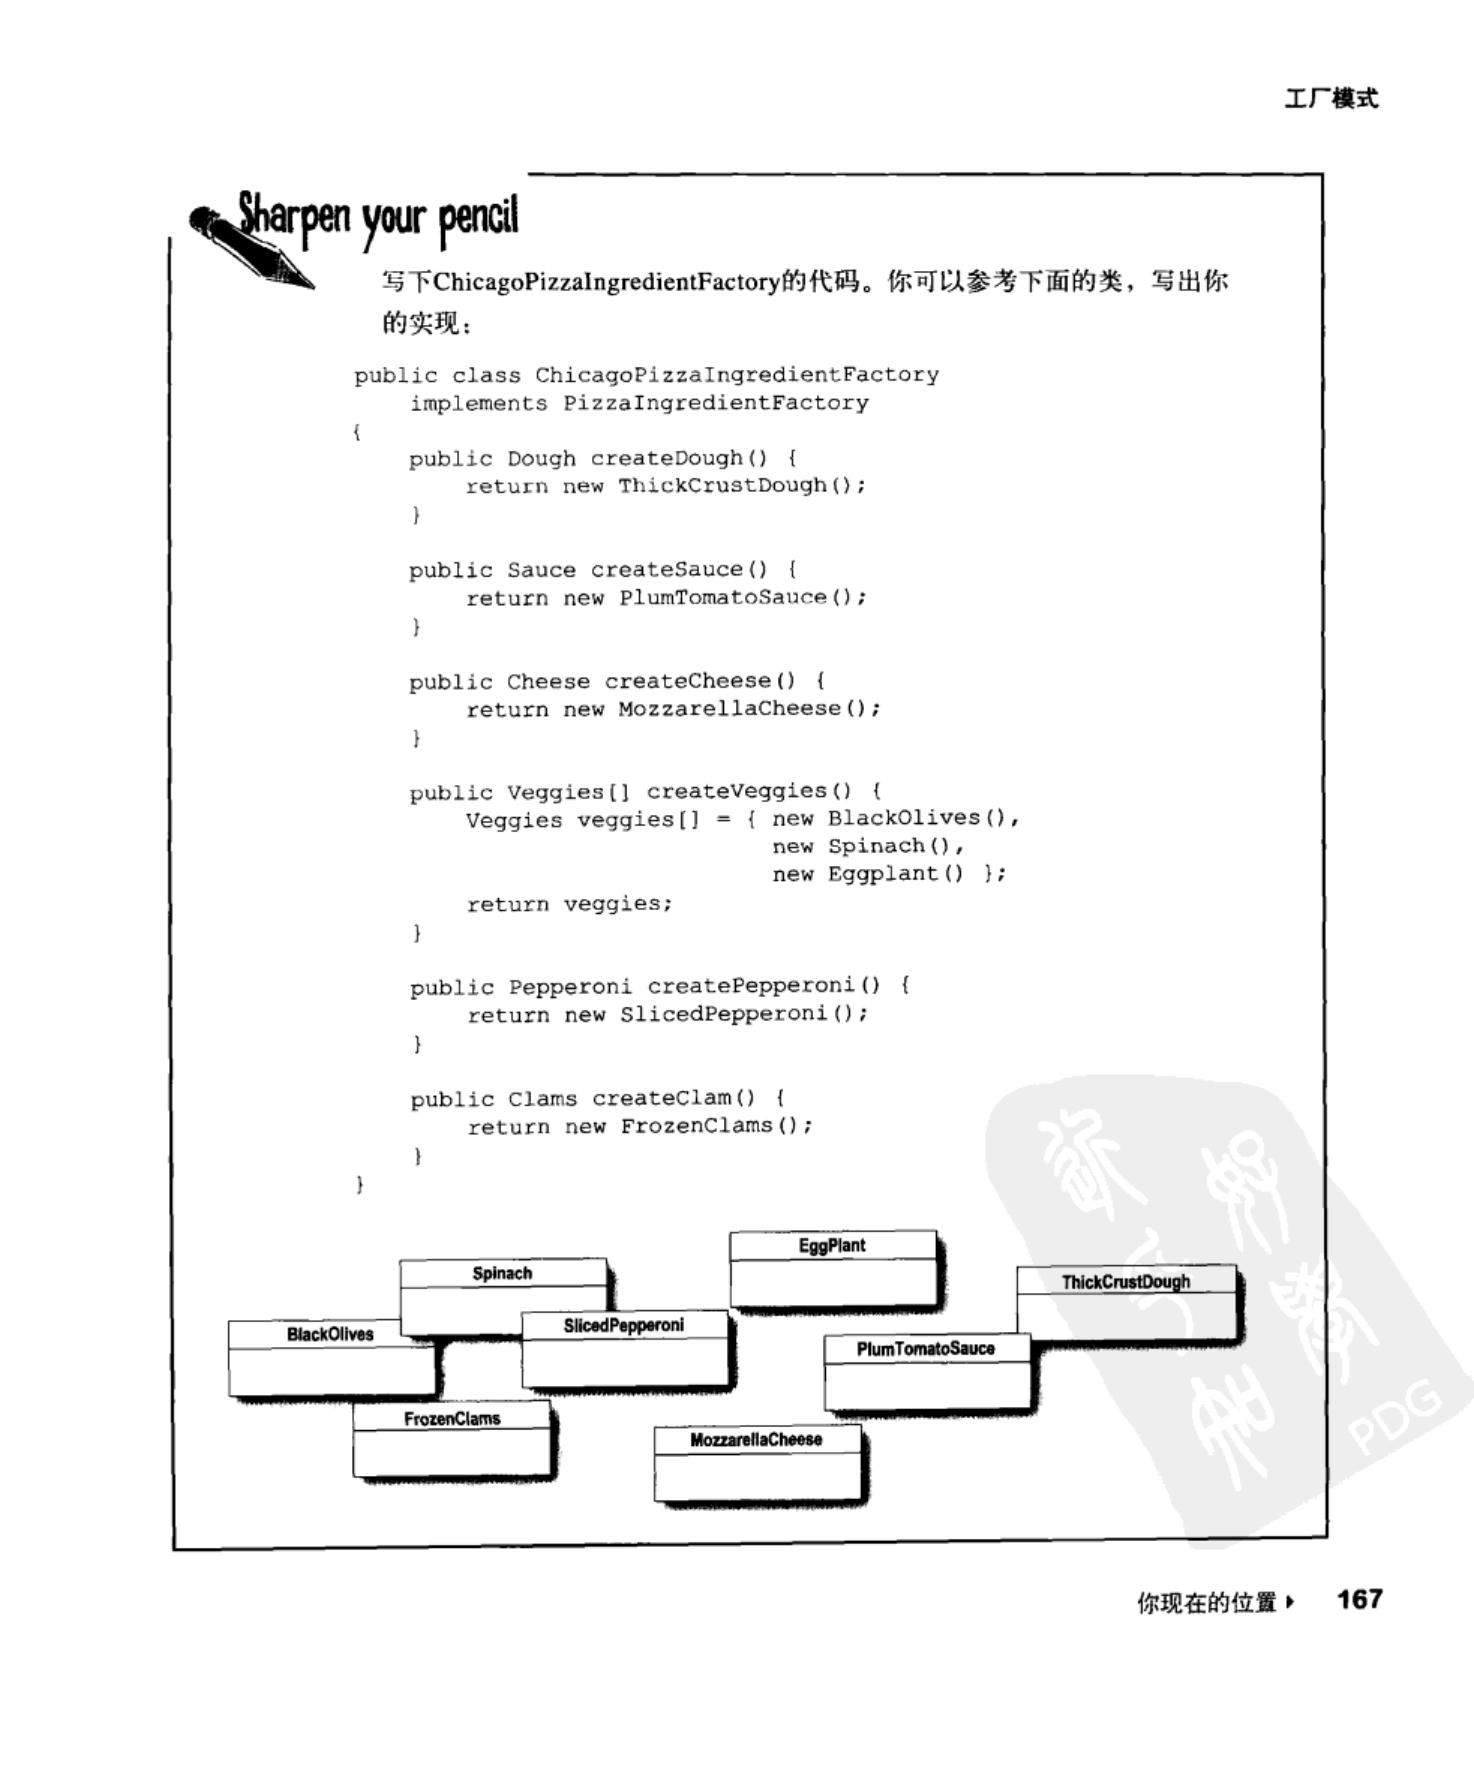 工厂模式
Sharpen your pencil
写下ChicagoPizzaIngredientFactory的代码。你可以参考下面的类，写出你
的实现：
public class ChicagoPizzaIngredientFactory
    implements PizzaIngredientFactory
{
    public Dough createDough() {
        return new ThickCrustDough();
    }
    public Sauce createSauce() {
        return new PlumTomatoSauce();
    }
    public Cheese createCheese() {
        return new MozzarellaCheese();
    }
    public Veggies[] createVeggies() {
        Veggies veggies[] = { new BlackOlives(),
                              new Spinach(),
                              new Eggplant() };
        return veggies;
    }
    public Pepperoni createPepperoni() {
        return new SlicedPepperoni();
    }
    public Clams createClam() {
        return new FrozenClams();
    }
}
EggPlant
Spinach
ThickCrustDough
SlicedPepperoni
BlackOlives
PlumTomatoSauce
FrozenClams
MozzarellaCheese
PDG
你现在的位置 ▸ 167